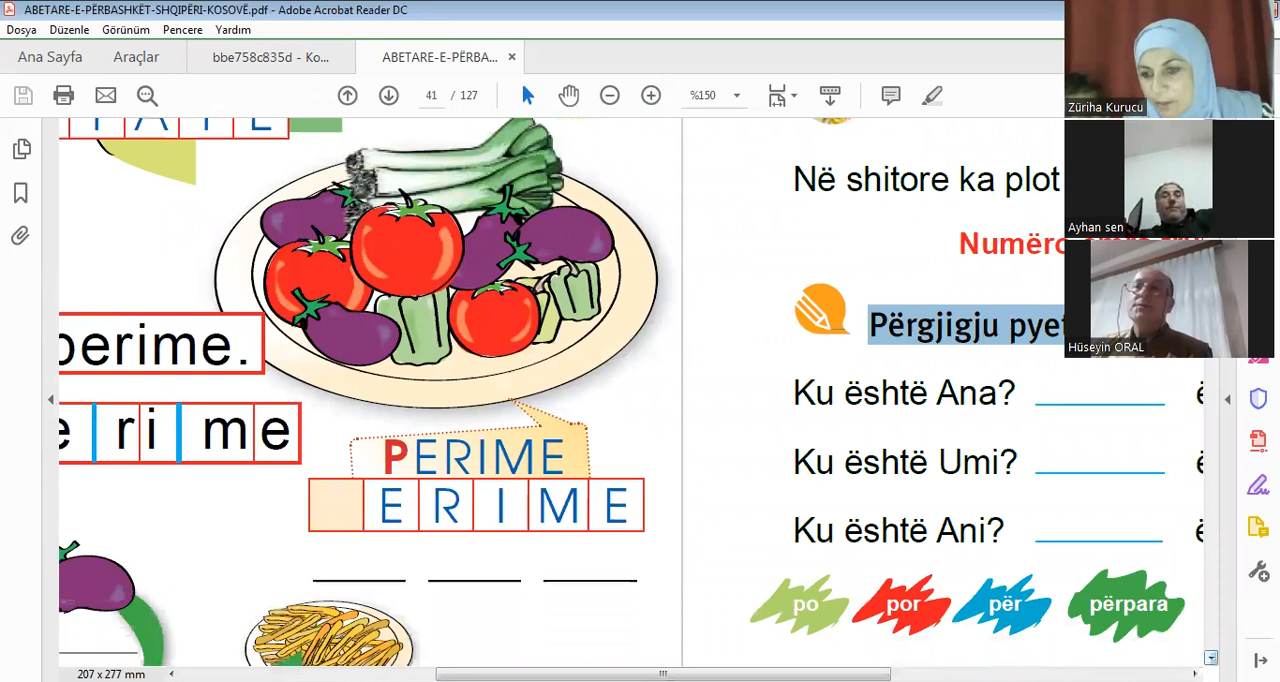 ABETARE-E-PËRBASHKËT-SHQIPËRI-KOSOVË.pdf - Adobe Acrobat Reader DC
Dosya Düzenle Görünüm Pencere Yardım
Ana Sayfa Araçlar bbe758c835d - Ko... ABETARE-E-PËRBA... ×
41 / 127 %150
Züriha Kurucu
Ayhan sen
Hüseyin ORAL
perime.
e ri me
PERIME
E R I M E
Në shitore ka plot
Përgjigju
Ku është Ana?
Ku është Umi?
Ku është Ani?
po por për përpara
207 x 277 mm